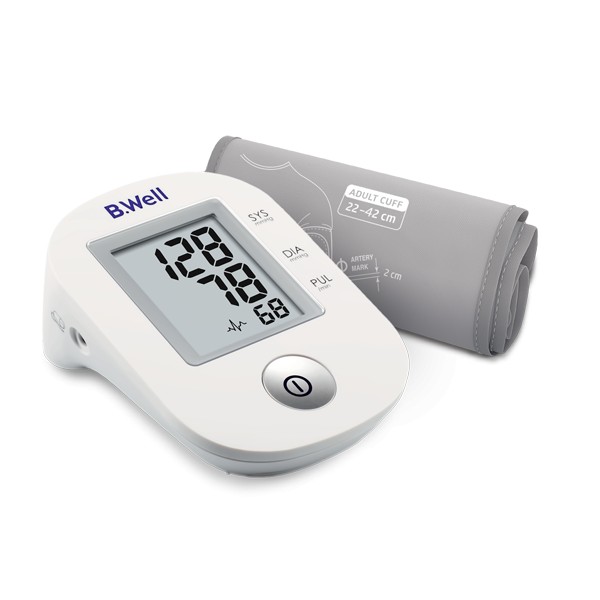 B.Well
SYS
mmHg
128
DIA
mmHg
78
PUL
/min
68
ADULT CUFF
22-42 cm
ARTERY
MARK
2 cm